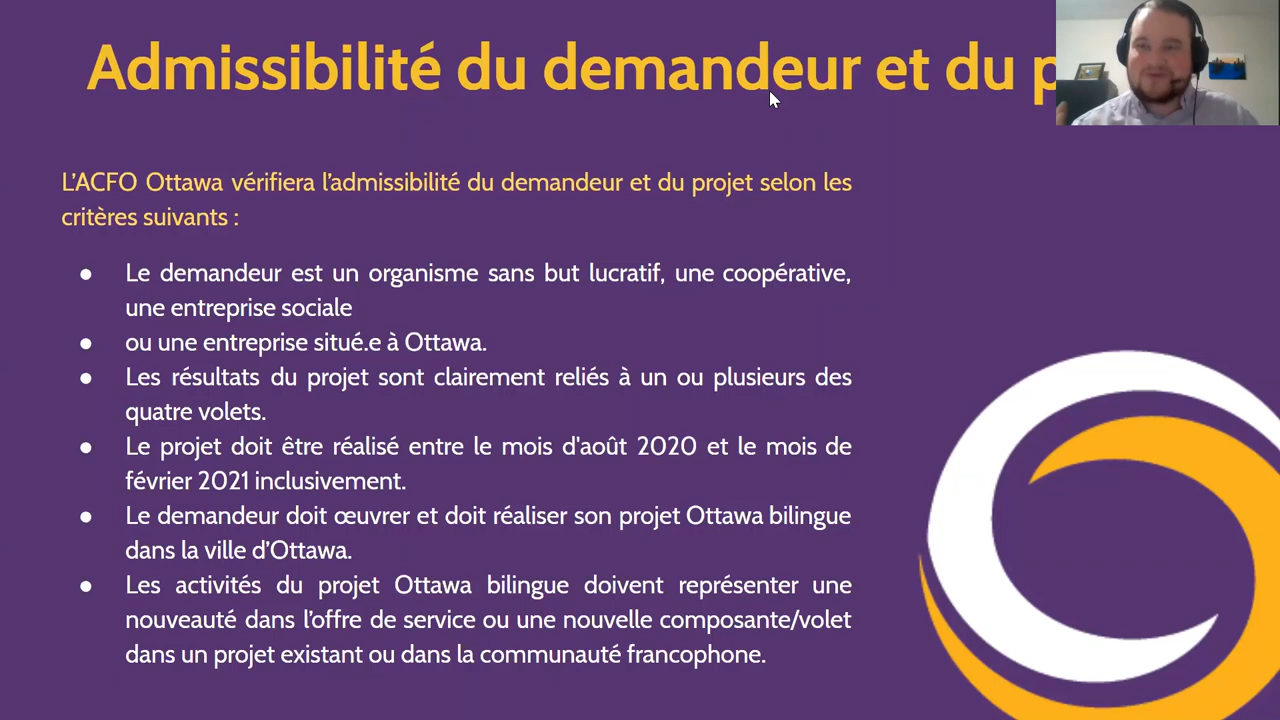 Admissibilité du demandeur et du p
L'ACFO Ottawa vérifiera l'admissibilité du demandeur et du projet selon les
critères suivants :
● Le demandeur est un organisme sans but lucratif, une coopérative,
une entreprise sociale
● ou une entreprise situé.e à Ottawa.
● Les résultats du projet sont clairement reliés à un ou plusieurs des
quatre volets.
● Le projet doit être réalisé entre le mois d'août 2020 et le mois de
février 2021 inclusivement.
● Le demandeur doit œuvrer et doit réaliser son projet Ottawa bilingue
dans la ville d'Ottawa.
● Les activités du projet Ottawa bilingue doivent représenter une
nouveauté dans l'offre de service ou une nouvelle composante/volet
dans un projet existant ou dans la communauté francophone.